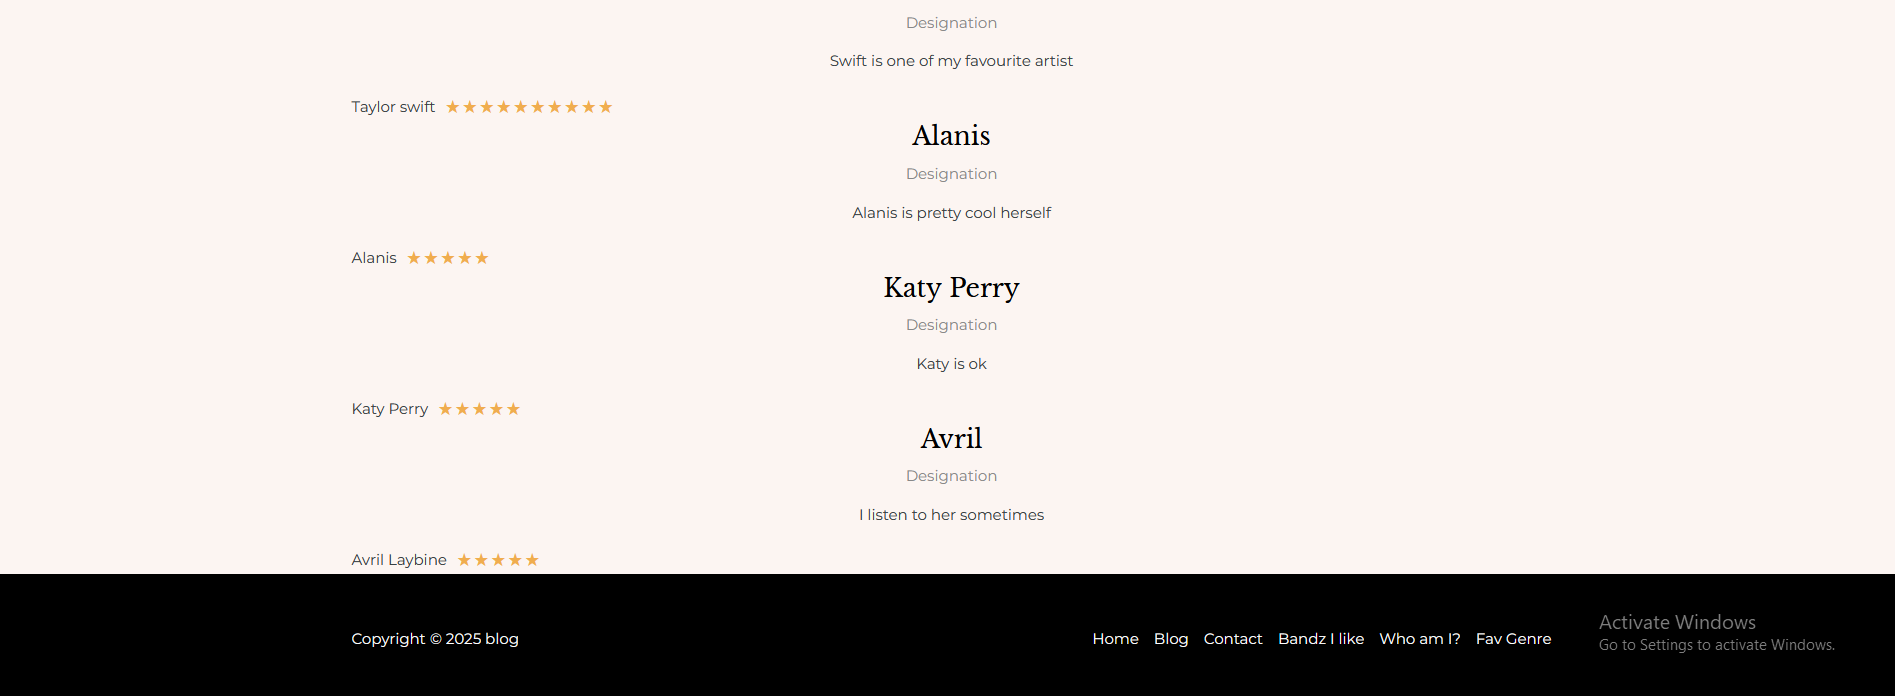 Designation
Swift is one of my favourite artist
Taylor swift ★★★★★★★★★★
Alanis
Designation
Alanis is pretty cool herself
Alanis ★★★★★
Katy Perry
Designation
Katy is ok
Katy Perry ★★★★★
Avril
Designation
I listen to her sometimes
Avril Laybine ★★★★★
Copyright © 2025 blog
Home Blog Contact Bandz I like Who am I? Fav Genre
Activate Windows
Go to Settings to activate Windows.